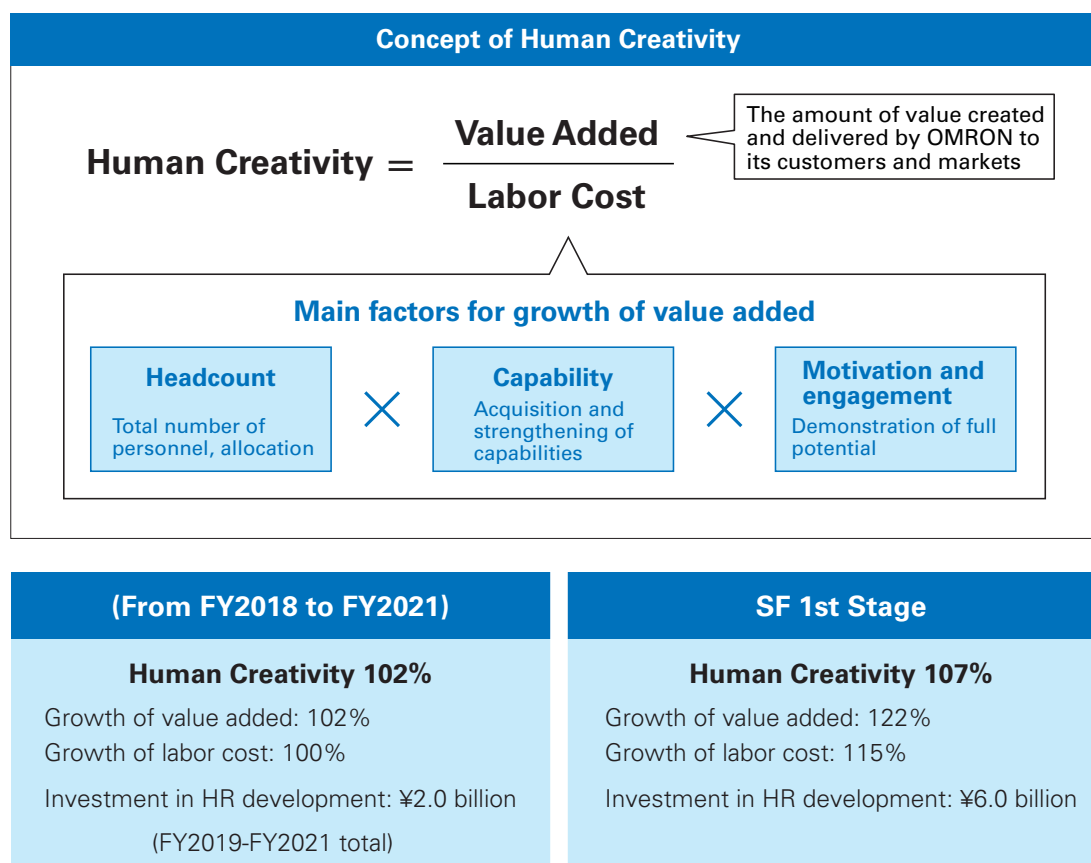 Concept of Human Creativity
Human Creativity =
Value Added
Labor Cost
The amount of value created
and delivered by OMRON to
its customers and markets
Main factors for growth of value added
Headcount
Total number of
personnel, allocation
×
Capability
Acquisition and
strengthening of
capabilities
×
Motivation and
engagement
Demonstration of full
potential
(From FY2018 to FY2021)
Human Creativity 102%
Growth of value added: 102%
Growth of labor cost: 100%
Investment in HR development: ¥2.0 billion
(FY2019-FY2021 total)
SF 1st Stage
Human Creativity 107%
Growth of value added: 122%
Growth of labor cost: 115%
Investment in HR development: ¥6.0 billion